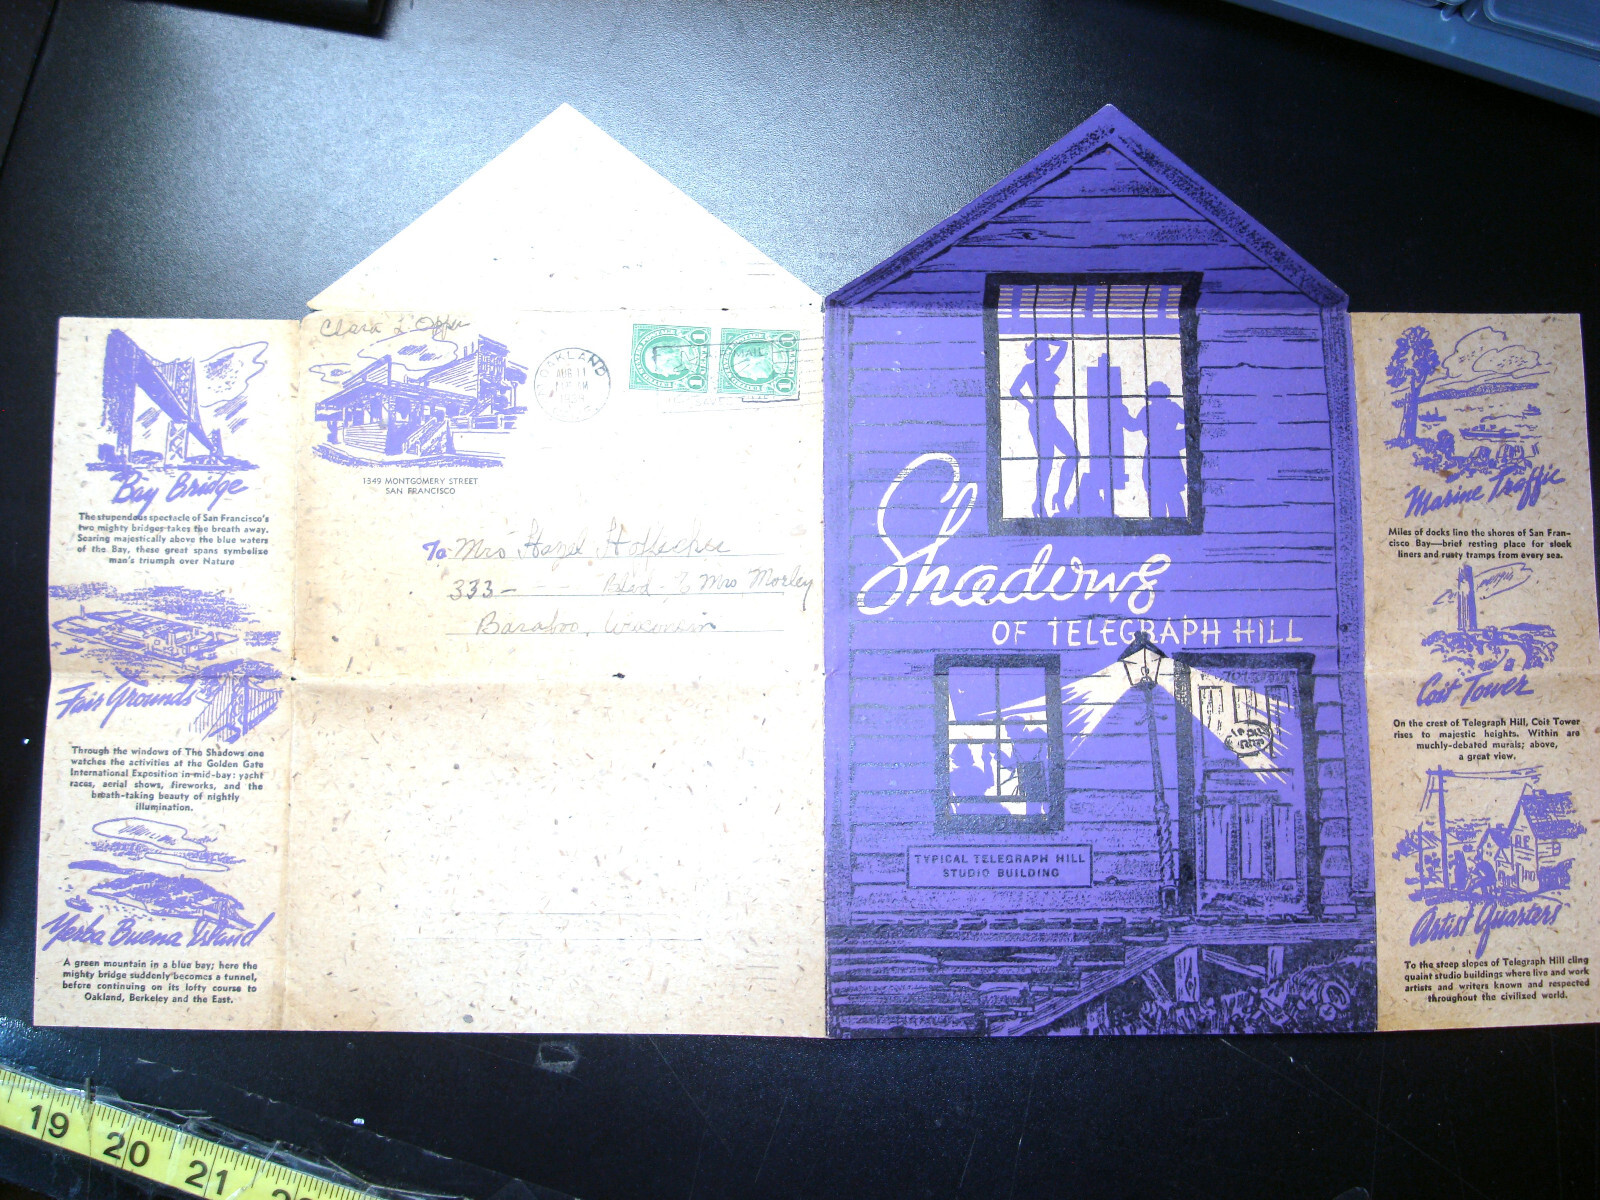 Bay Bridge
The stupendous spectacle of San Francisco's
two mighty bridges takes the breath away.
Soaring majestically above the blue waters
of the Bay, these great spans symbolize
man's triumph over Nature
Fair Grounds
Through the windows of The Shadows one
watches the activities at the Golden Gate
International Exposition in mid-bay: yacht
races, aerial shows, fireworks, and the
breath-taking beauty of nightly
illumination.
Yerba Buena Island
A green mountain in a blue bay; here the
mighty bridge suddenly becomes a tunnel,
before continuing on its lofty course to
Oakland, Berkeley and the East.
Clara L. Opper
1349 MONTGOMERY STREET
SAN FRANCISCO
OAKLAND
AUG 11
1 1
1 1
MAIL
To Mrs Hazel
333- Blvd - % Mrs Morley
Baraboo, Wisconsin
Shadows
OF TELEGRAPH HILL
TYPICAL TELEGRAPH HILL
STUDIO BUILDING
Marine Traffic
Miles of docks line the shores of San Fran-
cisco Bay—brief resting place for sleek
liners and rusty tramps from every sea.
Coit Tower
On the crest of Telegraph Hill, Coit Tower
rises to majestic heights. Within are
muchly-debated murals; above,
a great view.
Artist Quarters
To the steep slopes of Telegraph Hill cling
quaint studio buildings where live and work
artists and writers known and respected
throughout the civilized world.
19 20 21